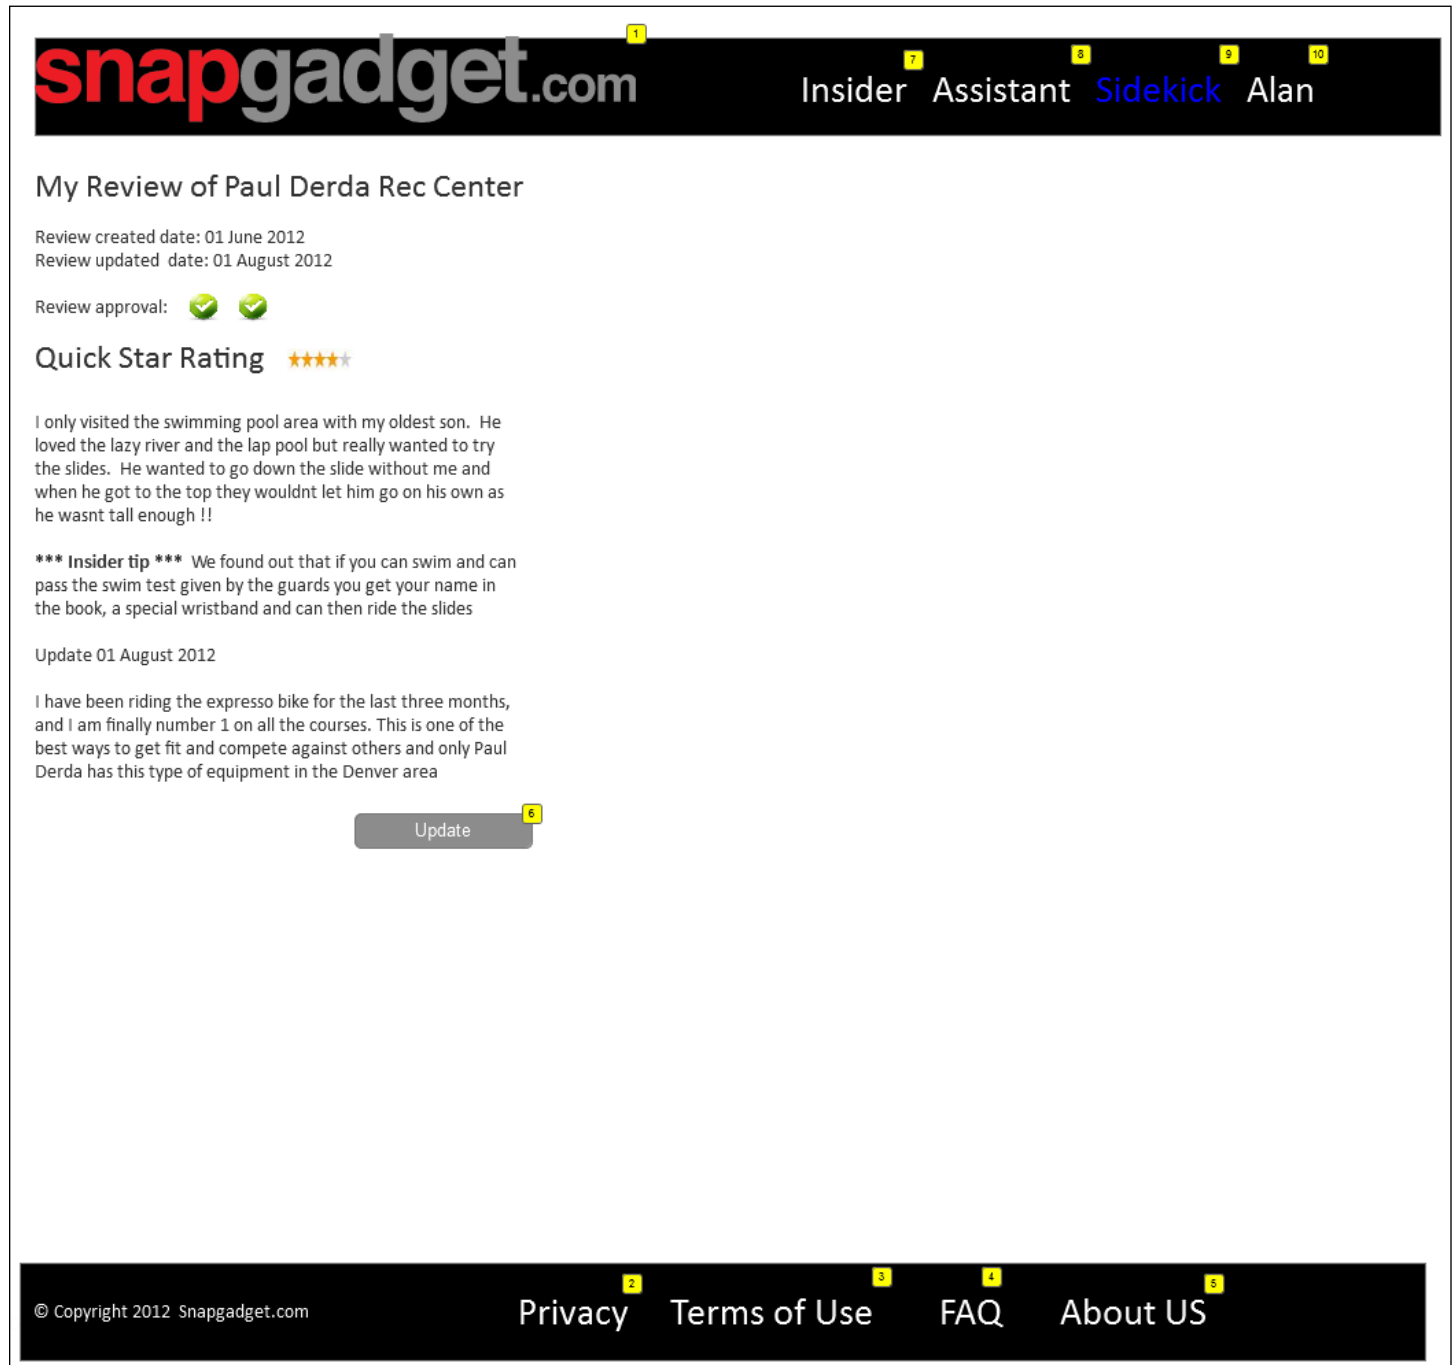 1
snapgadget.com
7 8 9 10
Insider Assistant Sidekick Alan
My Review of Paul Derda Rec Center
Review created date: 01 June 2012
Review updated  date: 01 August 2012
Review approval:
Quick Star Rating
I only visited the swimming pool area with my oldest son.  He
loved the lazy river and the lap pool but really wanted to try
the slides.  He wanted to go down the slide without me and
when he got to the top they wouldnt let him go on his own as
he wasnt tall enough !!
*** Insider tip ***  We found out that if you can swim and can
pass the swim test given by the guards you get your name in
the book, a special wristband and can then ride the slides
Update 01 August 2012
I have been riding the expresso bike for the last three months,
and I am finally number 1 on all the courses. This is one of the
best ways to get fit and compete against others and only Paul
Derda has this type of equipment in the Denver area
6
Update
2 3 4 5
© Copyright 2012  Snapgadget.com
Privacy Terms of Use FAQ About US